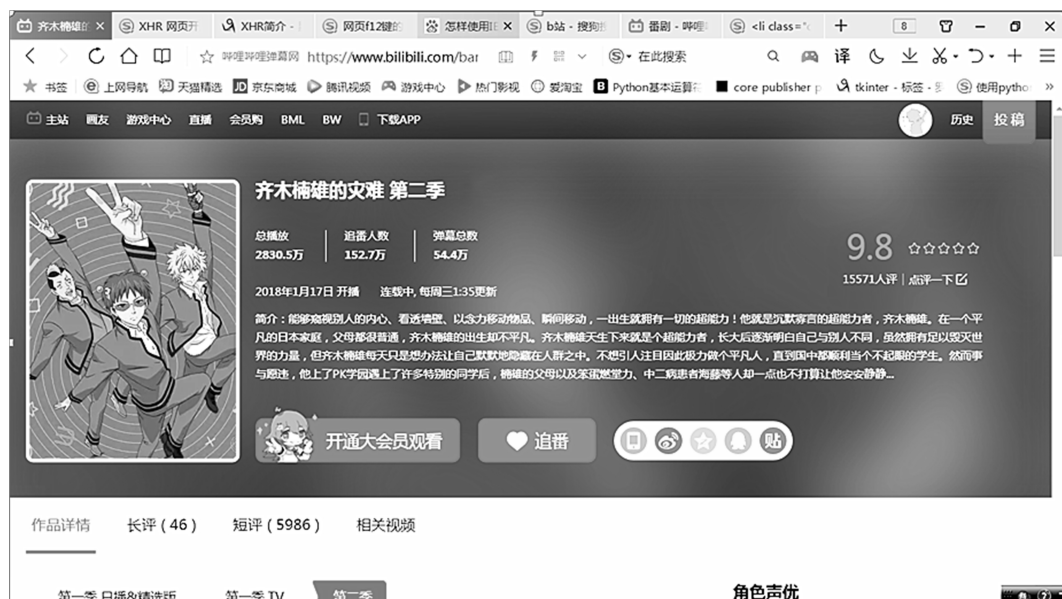 齐木楠雄的
XHR 网页开
XHR简介 -
网页f12键的
怎样使用IE
b站 - 搜狗搜
番剧 - 哔哩
<li class="c
8
哔哩哔哩弹幕网 https://www.bilibili.com/bar
在此搜索
译
书签
上网导航
天猫精选
京东商城
腾讯视频
游戏中心
热门影视
爱淘宝
Python基本运算符
core publisher p
tkinter - 标签 -
使用pytho
主站
画友
游戏中心
直播
会员购
BML
BW
下载APP
历史
投稿
齐木楠雄的灾难 第二季
总播放
追番人数
弹幕总数
2830.5万
152.7万
54.4万
9.8
15571人评
点评一下
2018年1月17日 开播
连载中, 每周三1:35更新
简介：能够窥视别人的内心、看透墙壁、以念力移动物品、瞬间移动，一出生就拥有一切的超能力！他就是沉默寡言的超能力者，齐木楠雄。在一个平
凡的日本家庭，父母都很普通，齐木楠雄的出生却不平凡。齐木楠雄天生下来就是个超能力者，长大后逐渐明白自己与别人不同，虽然拥有足以毁灭世
界的力量，但齐木楠雄每天只是想办法让自己默默地隐藏在人群之中。不想引人注目因此极力做个平凡人，直到国中都顺利当个不起眼的学生。然而事
与愿违，他上了PK学园遇上了许多特别的同学后，楠雄的父母以及笨蛋燃堂力、中二病患者海藤等人却一点也不打算让他安安静静...
开通大会员观看
追番
贴
作品详情
长评 ( 46 )
短评 ( 5986 )
相关视频
第一季 日播&精选版
第一季 TV
第二季
角色声优